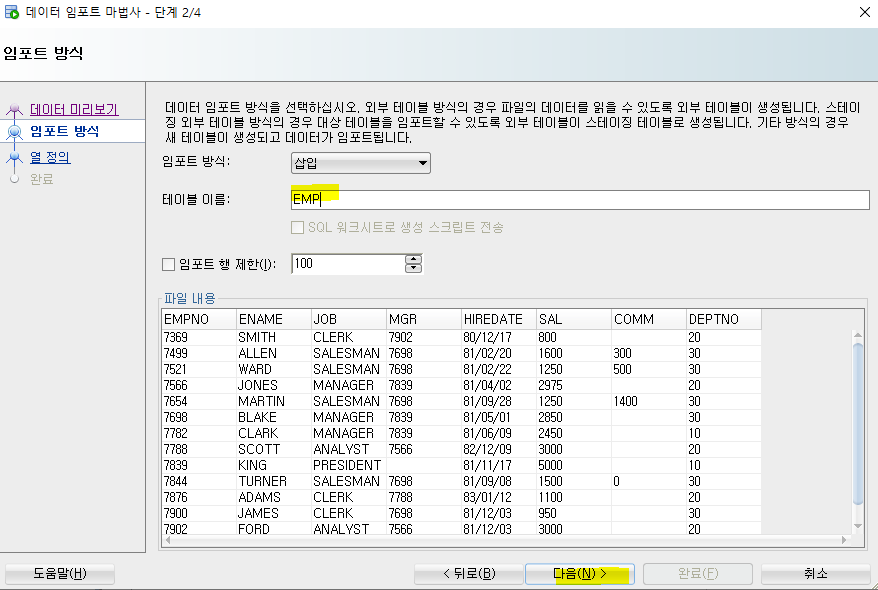 데이터 임포트 마법사 - 단계 2/4
임포트 방식
데이터 미리보기
임포트 방식
열 정의
완료
데이터 임포트 방식을 선택하십시오. 외부 테이블 방식의 경우 파일의 데이터를 읽을 수 있도록 외부 테이블이 생성됩니다. 스테이
징 외부 테이블 방식의 경우 대상 테이블을 임포트할 수 있도록 외부 테이블이 스테이징 테이블로 생성됩니다. 기타 방식의 경우
새 테이블이 생성되고 데이터가 임포트됩니다.
임포트 방식: 삽입
테이블 이름: EMP
SQL 워크시트로 생성 스크립트 전송
임포트 행 제한(I): 100
파일 내용
EMPNO ENAME JOB MGR HIREDATE SAL COMM DEPTNO
7369 SMITH CLERK 7902 80/12/17 800 20
7499 ALLEN SALESMAN 7698 81/02/20 1600 300 30
7521 WARD SALESMAN 7698 81/02/22 1250 500 30
7566 JONES MANAGER 7839 81/04/02 2975 20
7654 MARTIN SALESMAN 7698 81/09/28 1250 1400 30
7698 BLAKE MANAGER 7839 81/05/01 2850 30
7782 CLARK MANAGER 7839 81/06/09 2450 10
7788 SCOTT ANALYST 7566 82/12/09 3000 20
7839 KING PRESIDENT 81/11/17 5000 10
7844 TURNER SALESMAN 7698 81/09/08 1500 0 30
7876 ADAMS CLERK 7788 83/01/12 1100 20
7900 JAMES CLERK 7698 81/12/03 950 30
7902 FORD ANALYST 7566 81/12/03 3000 20
도움말(H) < 뒤로(B) 다음(N) > 완료(F) 취소